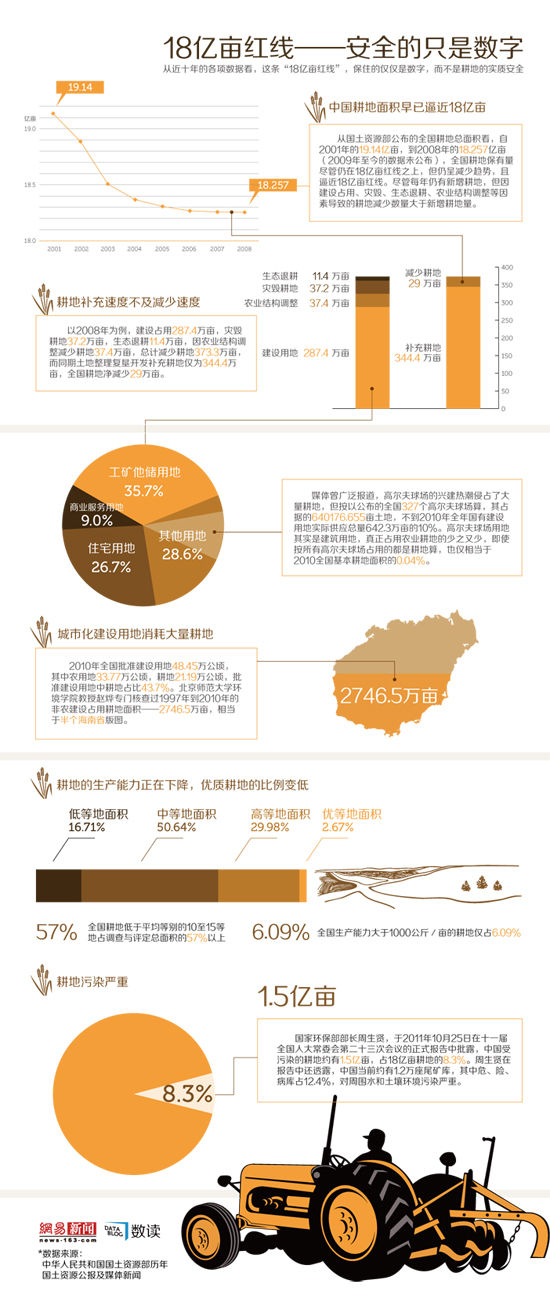 18亿亩红线——安全的只是数字
从近十年的各项数据看，这条“18亿亩红线”，保住的仅仅是数字，而不是耕地的实质安全
19.14
亿亩
19.0
18.5
18.0
2001 2002 2003 2004 2005 2006 2007 2008
18.257
中国耕地面积早已逼近18亿亩
从国土资源部公布的全国耕地总面积看，自
2001年的19.14亿亩，到2008年的18.257亿亩
（2009年至今的数据未公布），全国耕地保有量
尽管仍在18亿亩红线之上，但仍呈减少趋势，且
逼近18亿亩红线。尽管每年仍有新增耕地，但因
建设占用、灾毁、生态退耕、农业结构调整等因
素导致的耕地减少数量大于新增耕地量。
耕地补充速度不及减少速度
以2008年为例，建设占用287.4万亩，灾毁
耕地37.2万亩，生态退耕11.4万亩，因农业结构调
整减少耕地37.4万亩，总计减少耕地373.3万亩，
而同期土地整理复垦开发补充耕地仅为344.4万
亩，全国耕地净减少29万亩。
生态退耕 11.4 万亩
灾毁耕地 37.2 万亩
农业结构调整 37.4 万亩
建设用地 287.4 万亩
减少耕地
29 万亩
补充耕地
344.4 万亩
400
350
300
250
200
150
100
50
0
工矿他储用地
35.7%
商业服务用地
9.0%
住宅用地
26.7%
其他用地
28.6%
媒体曾广泛报道，高尔夫球场的兴建热潮侵占了大
量耕地，但按以公布的全国327个高尔夫球场算，其占
据的640176.655亩土地，不到2010年全年国有建设
用地实际供应总量642.3万亩的10%。高尔夫球场用地
其实是建筑用地，真正占用农业耕地的少之又少，即使
按所有高尔夫球场占用的都是耕地算，也仅相当于
2010全国基本耕地面积的0.04%。
城市化建设用地消耗大量耕地
2010年全国批准建设用地48.45万公顷，
其中农用地33.77万公顷，耕地21.19万公顷，批
准建设用地中耕地占比43.7%。北京师范大学环
境学院教授赵烨专门核查过1997年到2010年的
非农建设占用耕地面积——2746.5万亩，相当
于半个海南省版图。
2746.5万亩
耕地的生产能力正在下降，优质耕地的比例变低
低等地面积
16.71%
中等地面积
50.64%
高等地面积
29.98%
优等地面积
2.67%
57%
全国耕地低于平均等别的10至15等
地占调查与评定总面积的57%以上
6.09%
全国生产能力大于1000公斤／亩的耕地仅占6.09%
耕地污染严重
8.3%
1.5亿亩
国家环保部部长周生贤，于2011年10月25日在十一届
全国人大常委会第二十三次会议的正式报告中披露，中国受
污染的耕地约有1.5亿亩，占18亿亩耕地的8.3%。周生贤在
报告中还透露，中国当前约有1.2万座尾矿库，其中危、险、
病库占12.4%，对周围水和土壤环境污染严重。
網易新闻
news·163·com
DATA
BLOG
数读
*数据来源：
中华人民共和国国土资源部历年
国土资源公报及媒体新闻